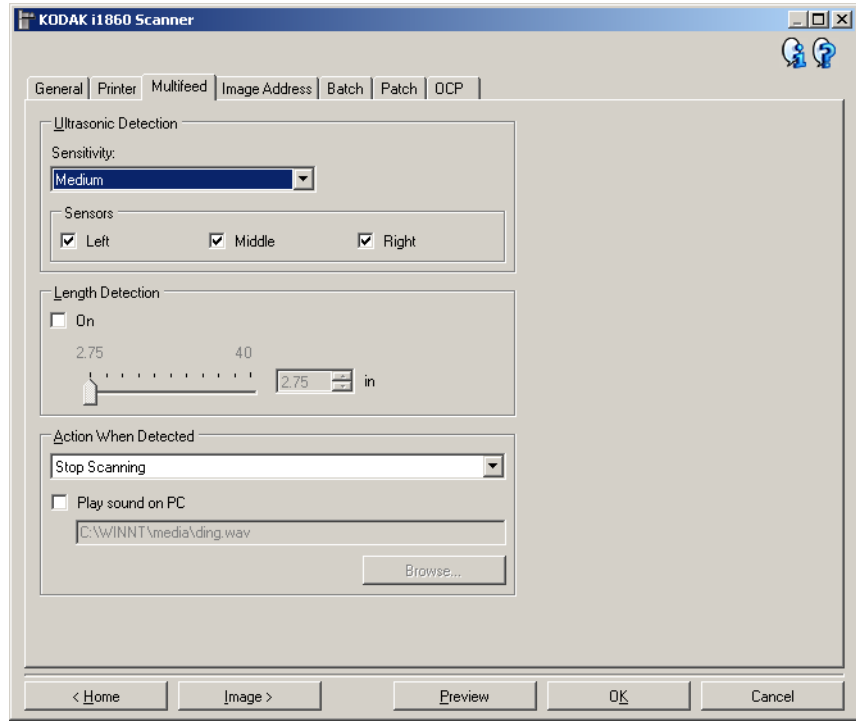 KODAK i1860 Scanner
General Printer Multifeed Image Address Batch Patch OCP
Ultrasonic Detection
Sensitivity:
Medium
Sensors
Left Middle Right
Length Detection
On
2.75 40
2.75 in
Action When Detected
Stop Scanning
Play sound on PC
C:\WINNT\media\ding.wav
Browse...
< Home Image > Preview OK Cancel